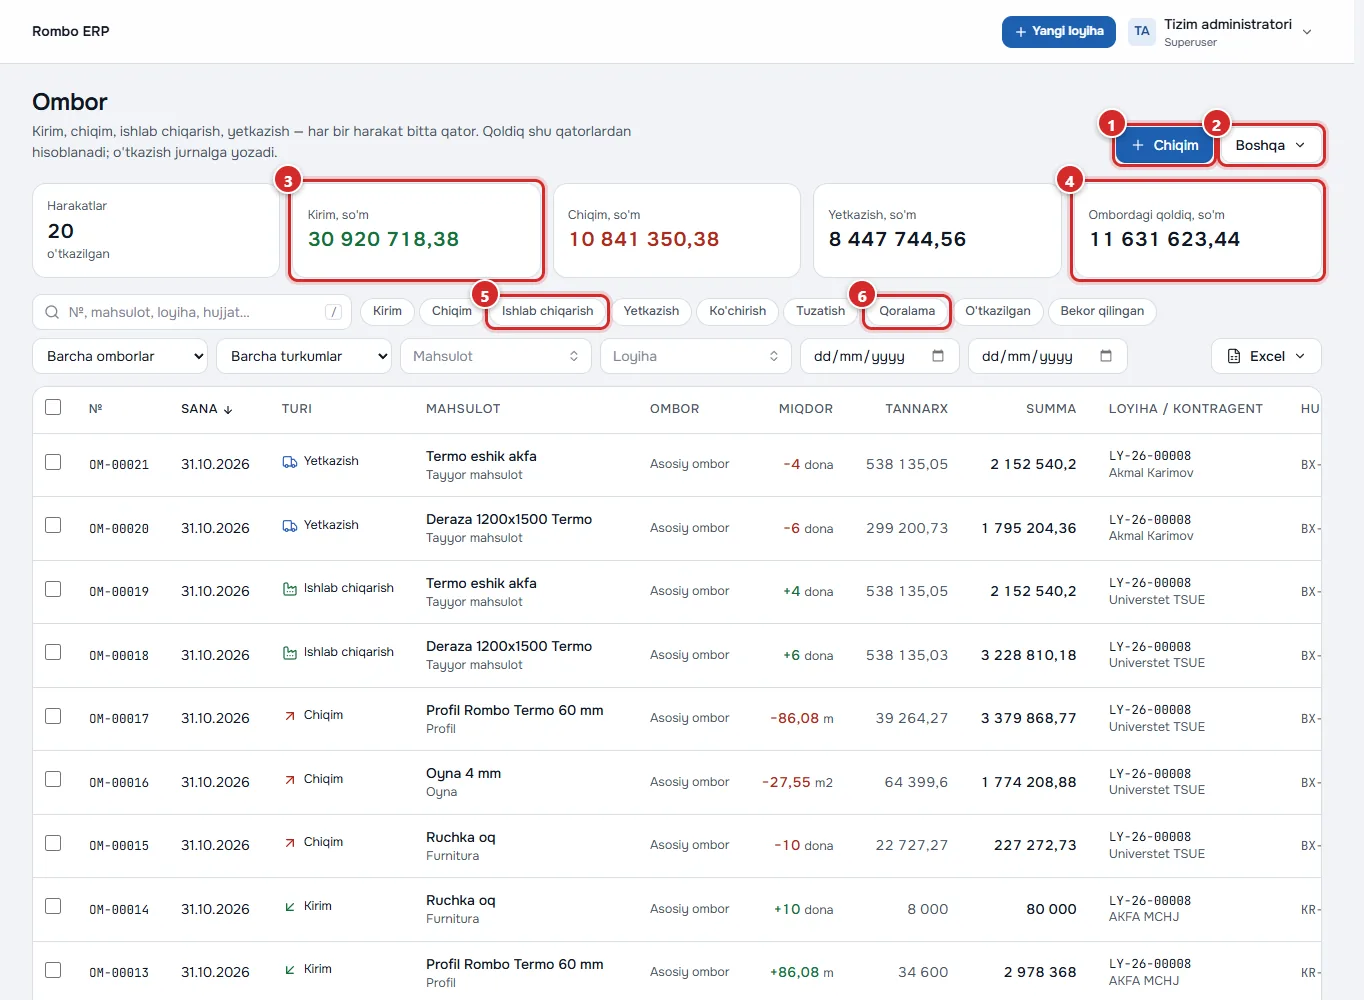 Rombo ERP
+ Yangi loyiha
TA
Tizim administratori
Superuser
Ombor
Kirim, chiqim, ishlab chiqarish, yetkazish — har bir harakat bitta qator. Qoldiq shu qatorlardan
hisoblanadi; o'tkazish jurnalga yozadi.
1
+ Chiqim
2
Boshqa
Harakatlar
20
o'tkazilgan
3
Kirim, so'm
30 920 718,38
Chiqim, so'm
10 841 350,38
Yetkazish, so'm
8 447 744,56
4
Ombordagi qoldiq, so'm
11 631 623,44
№, mahsulot, loyiha, hujjat... /
Kirim
Chiqim
5
Ishlab chiqarish
Yetkazish
Ko'chirish
Tuzatish
6
Qoralama
O'tkazilgan
Bekor qilingan
Barcha omborlar
Barcha turkumlar
Mahsulot
Loyiha
dd/mm/yyyy
dd/mm/yyyy
Excel
№ SANA ↓ TURI MAHSULOT OMBOR MIQDOR TANNARX SUMMA LOYIHA / KONTRAGENT HU
OM-00021 31.10.2026 Yetkazish Termo eshik akfa Asosiy ombor −4 dona 538 135,05 2 152 540,2 LY-26-00008 BX-
Tayyor mahsulot Akmal Karimov
OM-00020 31.10.2026 Yetkazish Deraza 1200x1500 Termo Asosiy ombor −6 dona 299 200,73 1 795 204,36 LY-26-00008 BX-
Tayyor mahsulot Akmal Karimov
OM-00019 31.10.2026 Ishlab chiqarish Termo eshik akfa Asosiy ombor +4 dona 538 135,05 2 152 540,2 LY-26-00008 BX-
Tayyor mahsulot Universtet TSUE
OM-00018 31.10.2026 Ishlab chiqarish Deraza 1200x1500 Termo Asosiy ombor +6 dona 538 135,03 3 228 810,18 LY-26-00008 BX-
Tayyor mahsulot Universtet TSUE
OM-00017 31.10.2026 Chiqim Profil Rombo Termo 60 mm Asosiy ombor −86,08 m 39 264,27 3 379 868,77 LY-26-00008 BX-
Profil Universtet TSUE
OM-00016 31.10.2026 Chiqim Oyna 4 mm Asosiy ombor −27,55 m2 64 399,6 1 774 208,88 LY-26-00008 BX-
Oyna Universtet TSUE
OM-00015 31.10.2026 Chiqim Ruchka oq Asosiy ombor −10 dona 22 727,27 227 272,73 LY-26-00008 BX-
Furnitura Universtet TSUE
OM-00014 31.10.2026 Kirim Ruchka oq Asosiy ombor +10 dona 8 000 80 000 LY-26-00008 KR-
Furnitura AKFA MCHJ
OM-00013 31.10.2026 Kirim Profil Rombo Termo 60 mm Asosiy ombor +86,08 m 34 600 2 978 368 LY-26-00008 KR-
Profil AKFA MCHJ